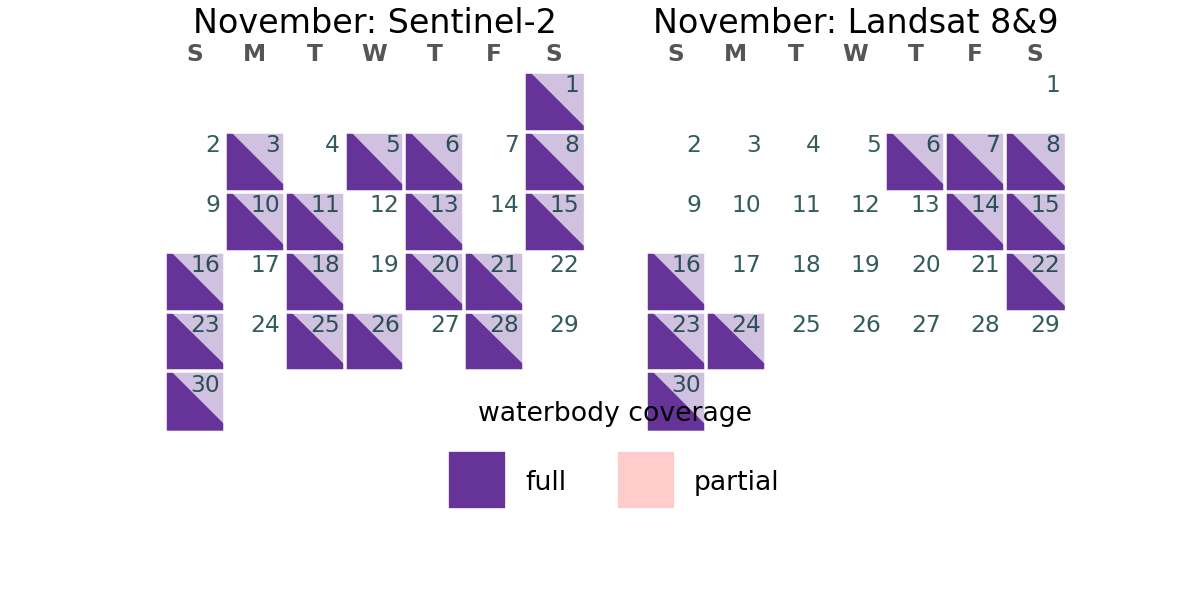 November: Sentinel-2
S M T W T F S
1
2 3 4 5 6 7 8
9 10 11 12 13 14 15
16 17 18 19 20 21 22
23 24 25 26 27 28 29
30
November: Landsat 8&9
S M T W T F S
1
2 3 4 5 6 7 8
9 10 11 12 13 14 15
16 17 18 19 20 21 22
23 24 25 26 27 28 29
30
waterbody coverage
full partial